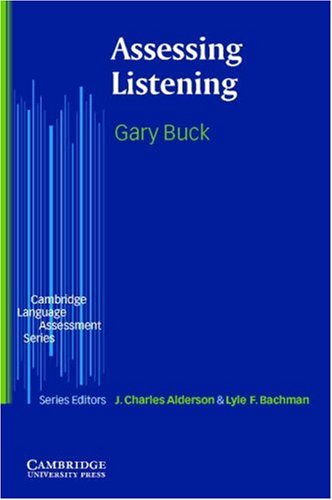 Assessing
Listening
Gary Buck
Cambridge
Language
Assessment
Series
Series Editors J. Charles Alderson & Lyle F. Bachman
CAMBRIDGE
UNIVERSITY PRESS